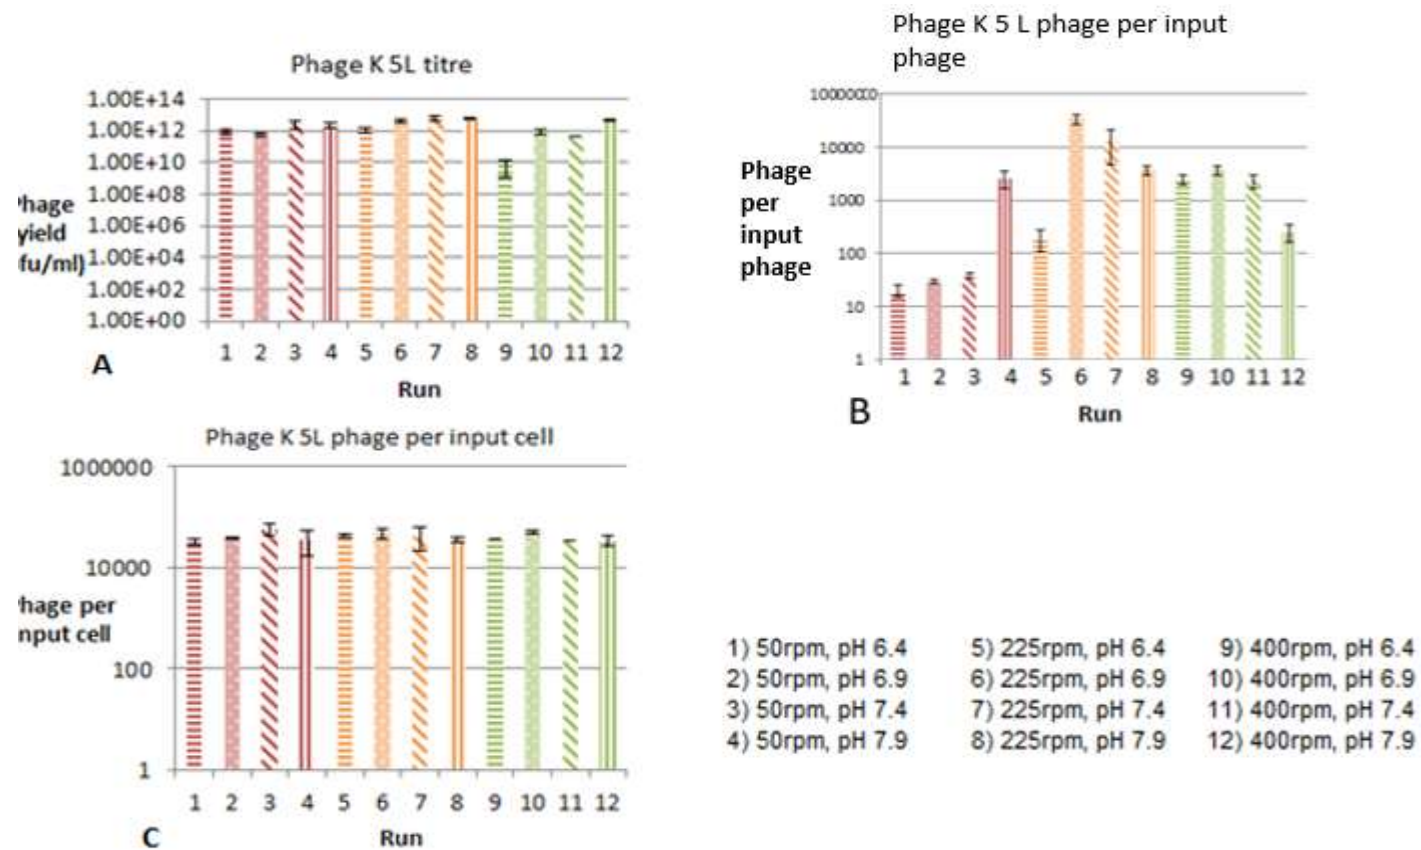 Phage K 5L titre
1.00E+14
1.00E+12
1.00E+10
1.00E+08
1.00E+06
1.00E+04
1.00E+02
1.00E+00
hage
yield
fu/ml)
1 2 3 4 5 6 7 8 9 10 11 12
Run
A
Phage K 5 L phage per input
phage
10000
1000
100
10
1
Phage
per
input
phage
1 2 3 4 5 6 7 8 9 10 11 12
Run
B
Phage K 5L phage per input cell
1000000
10000
100
1
hage per
nput cell
1 2 3 4 5 6 7 8 9 10 11 12
Run
C
1) 50rpm, pH 6.4
2) 50rpm, pH 6.9
3) 50rpm, pH 7.4
4) 50rpm, pH 7.9
5) 225rpm, pH 6.4
6) 225rpm, pH 6.9
7) 225rpm, pH 7.4
8) 225rpm, pH 7.9
9) 400rpm, pH 6.4
10) 400rpm, pH 6.9
11) 400rpm, pH 7.4
12) 400rpm, pH 7.9